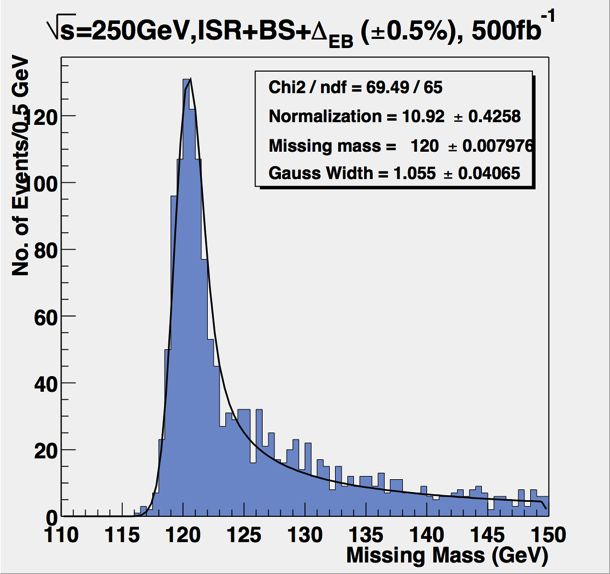 √s=250GeV,ISR+BS+Δ_EB (±0.5%), 500fb⁻¹
No. of Events/0.5 GeV
Chi2 / ndf = 69.49 / 65
Normalization = 10.92 ± 0.4258
Missing mass = 120 ± 0.007976
Gauss Width = 1.055 ± 0.04065
120
100
80
60
40
20
0
110 115 120 125 130 135 140 145 150
Missing Mass (GeV)